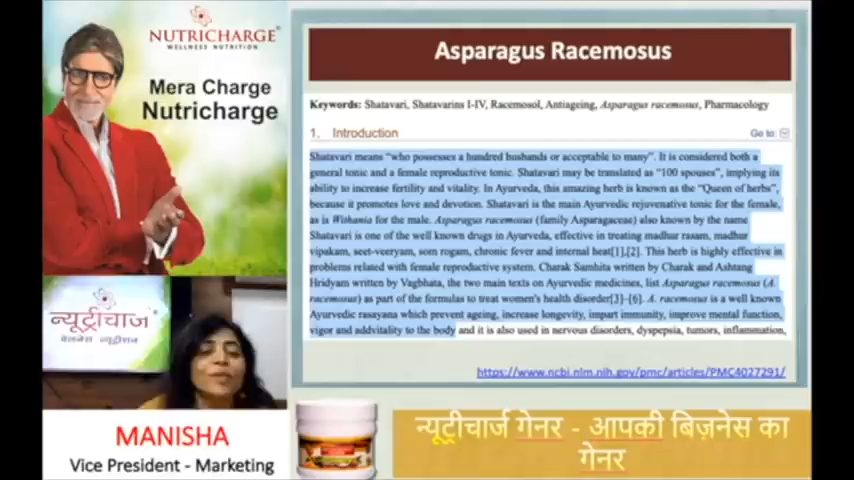 NUTRICHARGE
WELLNESS NUTRITION
Mera Charge
Nutricharge
न्यूट्रीचार्ज
वेलनेस न्यूट्रीशन
MANISHA
Vice President - Marketing
Asparagus Racemosus
Keywords: Shatavari, Shatavarins I-IV, Racemosol, Antiageing, Asparagus racemosus, Pharmacology
1. Introduction
Go to:
Shatavari means “who possesses a hundred husbands or acceptable to many”. It is considered both a
general tonic and a female reproductive tonic. Shatavari may be translated as “100 spouses”, implying its
ability to increase fertility and vitality. In Ayurveda, this amazing herb is known as the “Queen of herbs”,
because it promotes love and devotion. Shatavari is the main Ayurvedic rejuvenative tonic for the female,
as is Withania for the male. Asparagus racemosus (family Asparagaceae) also known by the name
Shatavari is one of the well known drugs in Ayurveda, effective in treating madhur rasam, madhur
vipakam, seet-veeryam, som rogam, chronic fever and internal heat[1],[2]. This herb is highly effective in
problems related with female reproductive system. Charak Samhita written by Charak and Ashtang
Hridyam written by Vagbhata, the two main texts on Ayurvedic medicines, list Asparagus racemosus (A.
racemosus) as part of the formulas to treat women's health disorder[3]–[6]. A. racemosus is a well known
Ayurvedic rasayana which prevent ageing, increase longevity, impart immunity, improve mental function,
vigor and addvitality to the body and it is also used in nervous disorders, dyspepsia, tumors, inflammation,
https://www.ncbi.nlm.nih.gov/pmc/articles/PMC4027291/
न्यूट्रीचार्ज गेनर - आपकी बिज़नेस का
गेनर